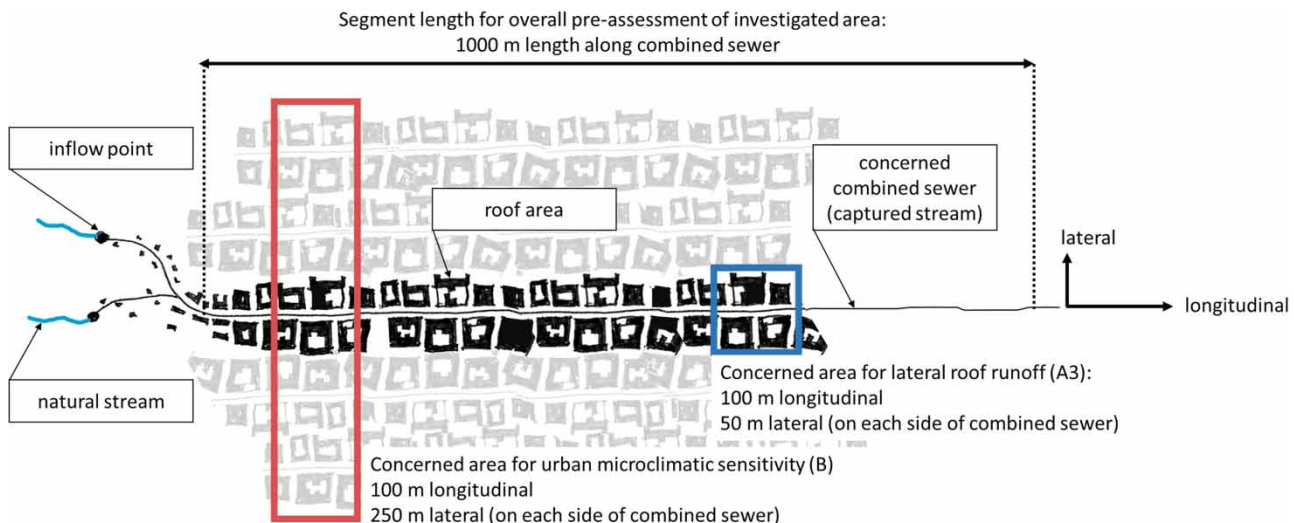 Segment length for overall pre-assessment of investigated area:
1000 m length along combined sewer
inflow point
roof area
concerned
combined sewer
(captured stream)
lateral
longitudinal
natural stream
Concerned area for lateral roof runoff (A3):
100 m longitudinal
50 m lateral (on each side of combined sewer)
Concerned area for urban microclimatic sensitivity (B)
100 m longitudinal
250 m lateral (on each side of combined sewer)